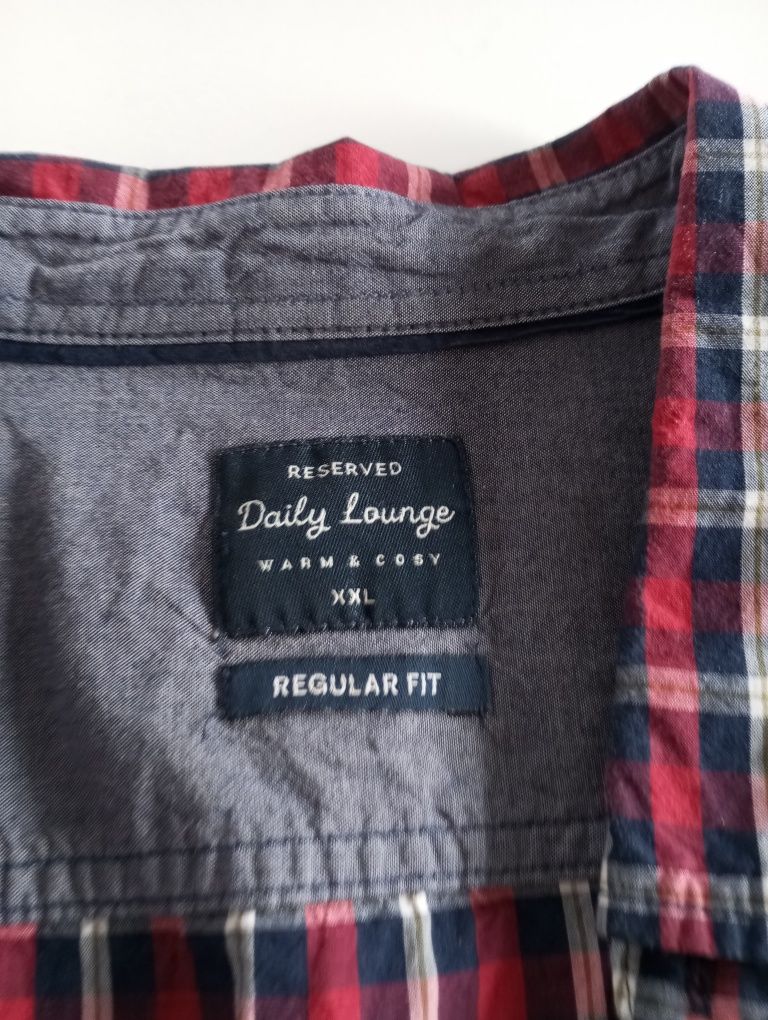 RESERVED
Daily Lounge
WARM & COSY
XXL
REGULAR FIT